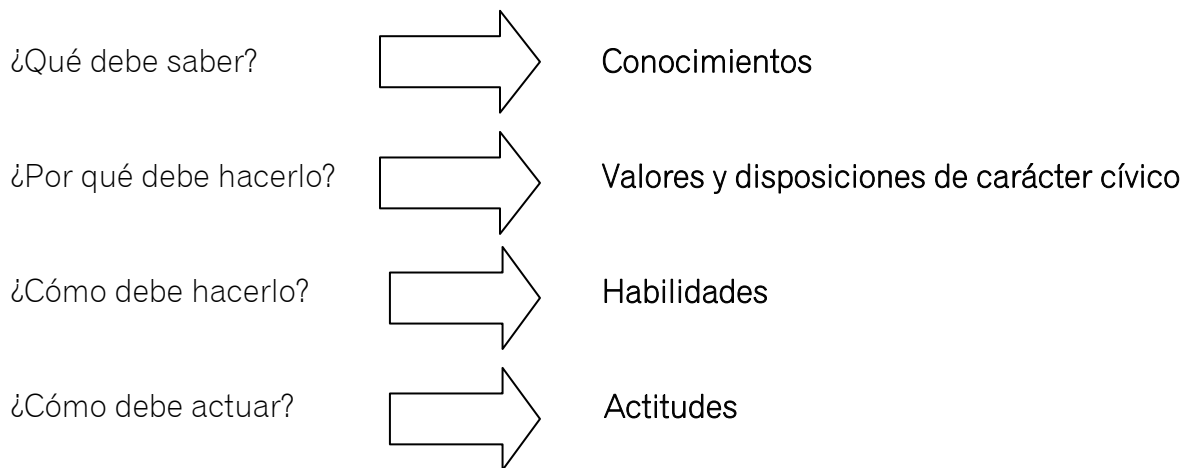 ¿Qué debe saber? Conocimientos
¿Por qué debe hacerlo? Valores y disposiciones de carácter cívico
¿Cómo debe hacerlo? Habilidades
¿Cómo debe actuar? Actitudes